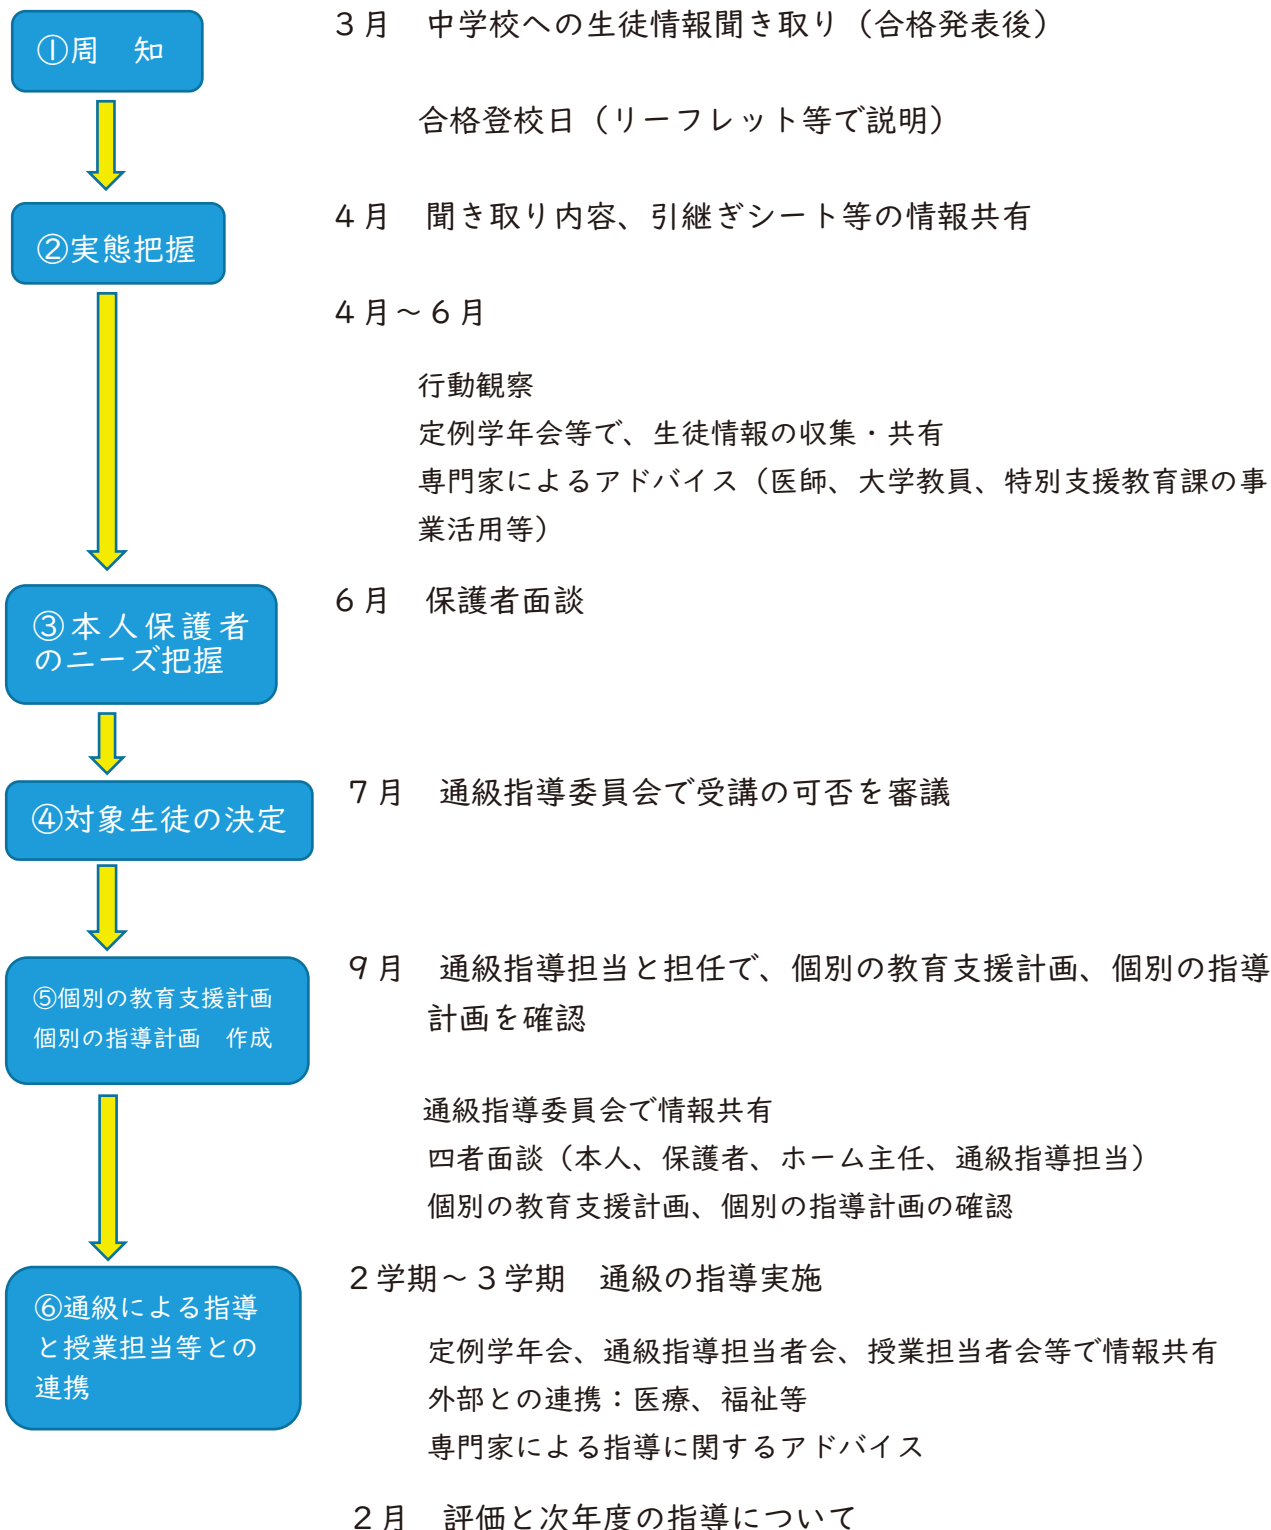 ①周　知
３月　中学校への生徒情報聞き取り（合格発表後）
合格登校日（リーフレット等で説明）
②実態把握
４月　聞き取り内容、引継ぎシート等の情報共有
４月～６月
行動観察
定例学年会等で、生徒情報の収集・共有
専門家によるアドバイス（医師、大学教員、特別支援教育課の事
業活用等）
③本人保護者
のニーズ把握
６月　保護者面談
④対象生徒の決定
７月　通級指導委員会で受講の可否を審議
⑤個別の教育支援計画
個別の指導計画　作成
９月　通級指導担当と担任で、個別の教育支援計画、個別の指導
計画を確認
通級指導委員会で情報共有
四者面談（本人、保護者、ホーム主任、通級指導担当）
個別の教育支援計画、個別の指導計画の確認
⑥通級による指導
と授業担当等との
連携
２学期～３学期　通級の指導実施
定例学年会、通級指導担当者会、授業担当者会等で情報共有
外部との連携：医療、福祉等
専門家による指導に関するアドバイス
２月　評価と次年度の指導について